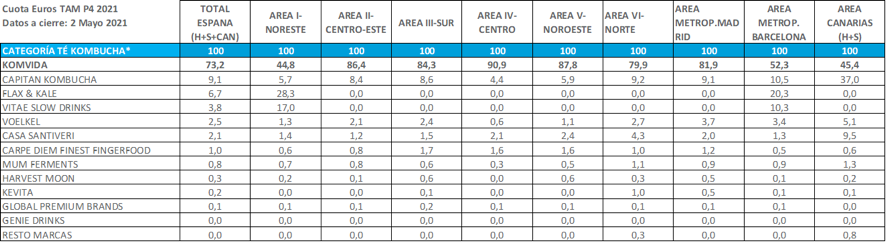 Cuota Euros TAM P4 2021
Datos a cierre: 2 Mayo 2021
TOTAL ESPANA (H+S+CAN) AREA I-NORESTE AREA II-CENTRO-ESTE AREA III-SUR AREA IV-CENTRO AREA V-NOROESTE AREA VI-NORTE AREA METROP.MADRID AREA METROP. BARCELONA AREA CANARIAS (H+S)
CATEGORÍA TÉ KOMBUCHA* 100 100 100 100 100 100 100 100 100 100
KOMVIDA 73,2 44,8 86,4 84,3 90,9 87,8 79,9 81,9 52,3 45,4
CAPITAN KOMBUCHA 9,1 5,7 8,4 8,6 4,4 5,9 9,2 9,1 10,5 37,0
FLAX & KALE 6,7 28,3 0,0 0,0 0,0 0,0 0,0 0,0 20,3 0,0
VITAE SLOW DRINKS 3,8 17,0 0,0 0,0 0,0 0,0 0,0 0,0 10,3 0,0
VOELKEL 2,5 1,3 2,1 2,4 0,6 1,1 2,7 3,7 3,4 5,1
CASA SANTIVERI 2,1 1,4 1,2 1,5 2,1 2,4 4,3 2,0 1,3 9,5
CARPE DIEM FINEST FINGERFOOD 1,0 0,6 0,8 1,7 1,6 1,6 1,0 1,2 0,5 0,6
MUM FERMENTS 0,8 0,7 0,8 0,6 0,3 0,5 1,1 0,9 0,9 1,3
HARVEST MOON 0,3 0,2 0,1 0,6 0,0 0,6 0,3 0,5 0,1 0,2
KEVITA 0,2 0,0 0,0 0,1 0,0 0,0 1,0 0,5 0,1 0,1
GLOBAL PREMIUM BRANDS 0,1 0,1 0,1 0,2 0,1 0,1 0,1 0,1 0,1 0,0
GENIE DRINKS 0,0 0,0 0,0 0,0 0,0 0,0 0,0 0,0 0,0 0,0
RESTO MARCAS 0,0 0,0 0,0 0,0 0,0 0,0 0,3 0,0 0,0 0,8